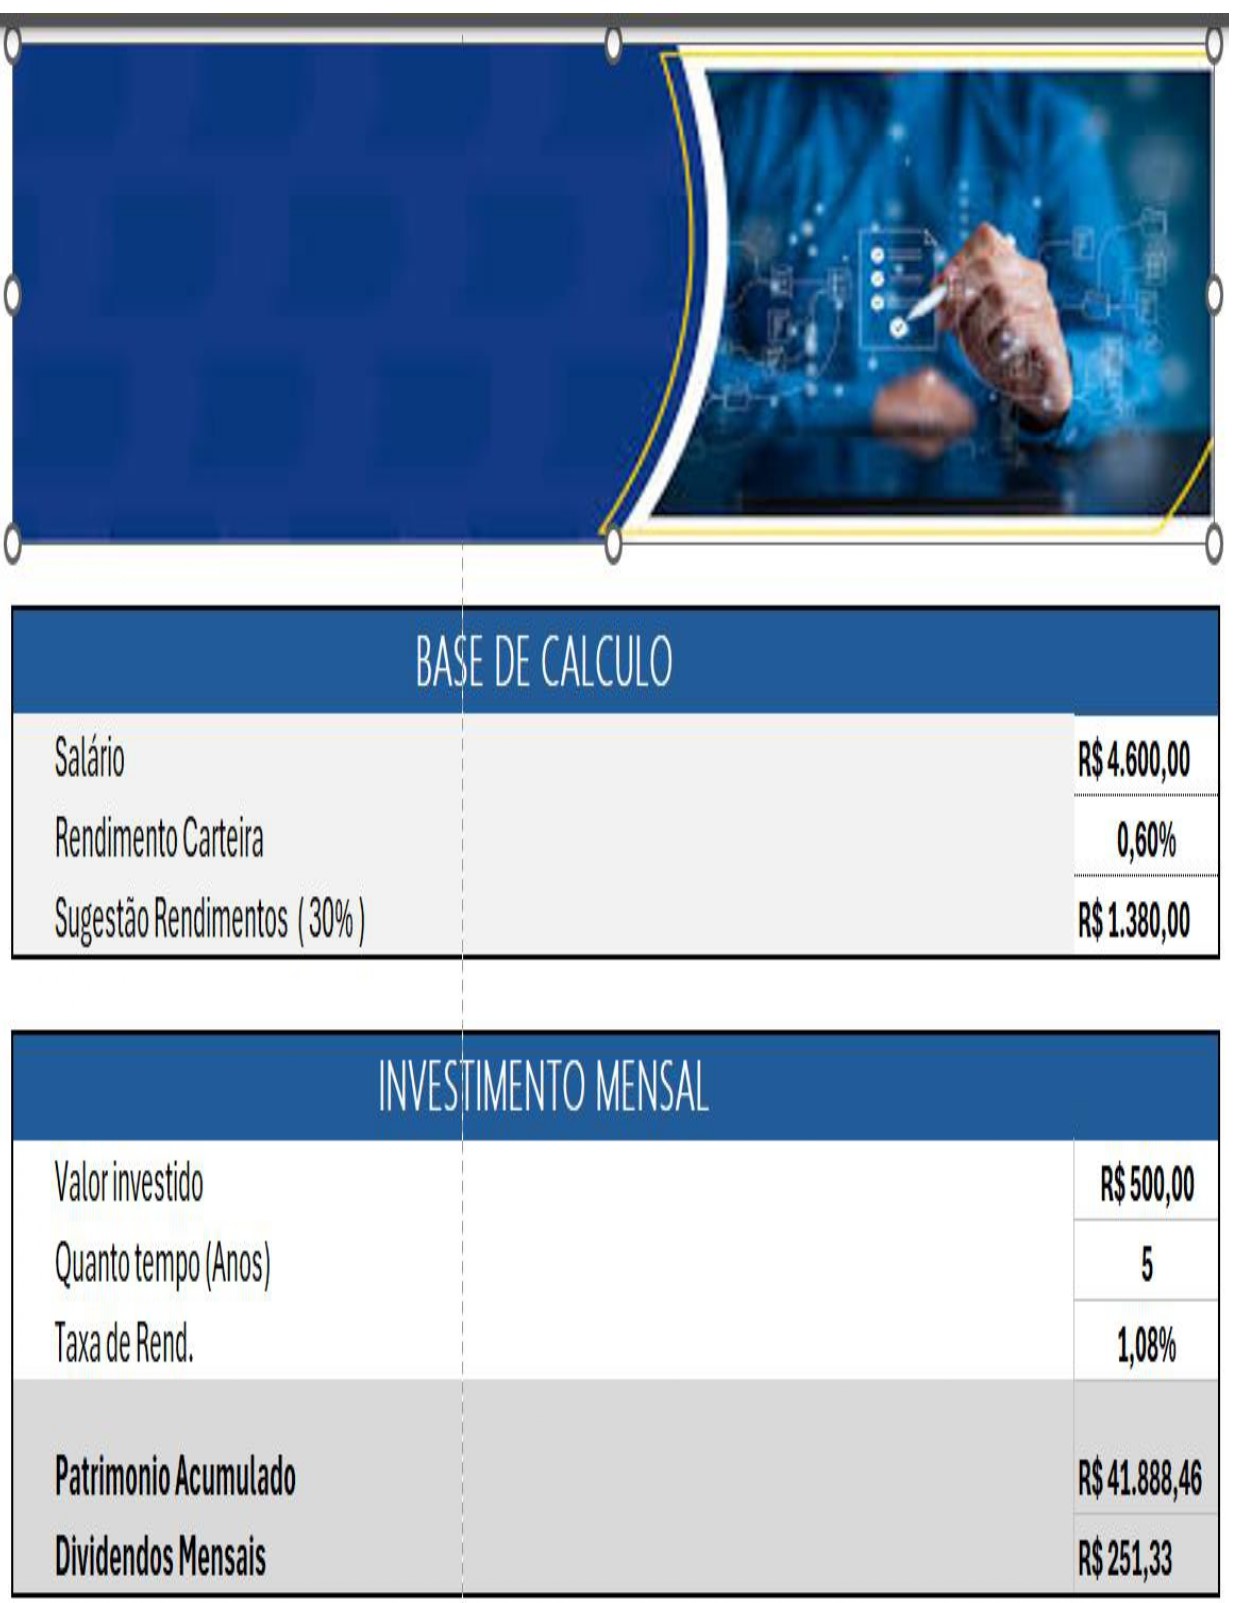 BASE DE CALCULO
Salário R$ 4.600,00
Rendimento Carteira 0,60%
Sugestão Rendimentos ( 30% ) R$ 1.380,00
INVESTIMENTO MENSAL
Valor investido R$ 500,00
Quanto tempo (Anos) 5
Taxa de Rend. 1,08%
Patrimonio Acumulado R$ 41.888,46
Dividendos Mensais R$ 251,33